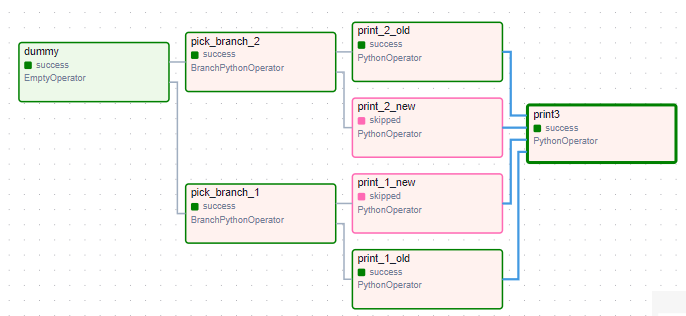 dummy
success
EmptyOperator
pick_branch_2
success
BranchPythonOperator
pick_branch_1
success
BranchPythonOperator
print_2_old
success
PythonOperator
print_2_new
skipped
PythonOperator
print_1_new
skipped
PythonOperator
print_1_old
success
PythonOperator
print3
success
PythonOperator